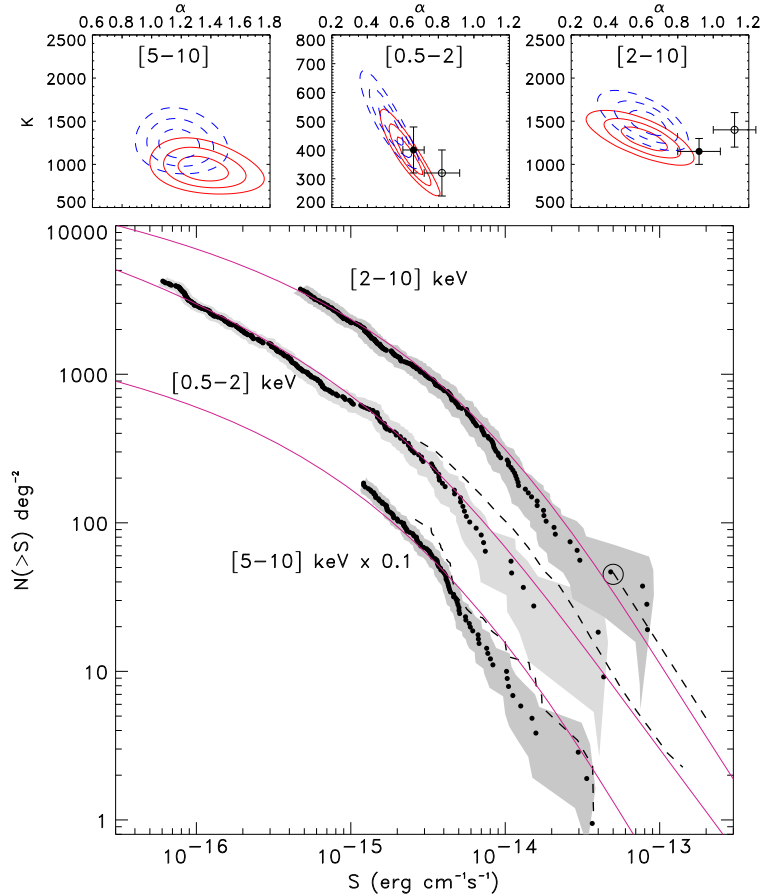 α α α
0.6 0.8 1.0 1.2 1.4 1.6 1.8 0.0 0.2 0.4 0.6 0.8 1.0 1.2 0.2 0.4 0.6 0.8 1.0 1.2
[5−10] [0.5−2] [2−10]
2500 800 2500
700
2000 600 2000
K
1500 500 1500
400
1000 300 1000
500 200 500
10000
[2−10] keV
1000
[0.5−2] keV
100
[5−10] keV x 0.1
10
1
N(>S) deg⁻²
10⁻¹⁶ 10⁻¹⁵ 10⁻¹⁴ 10⁻¹³
S (erg cm⁻¹s⁻¹)